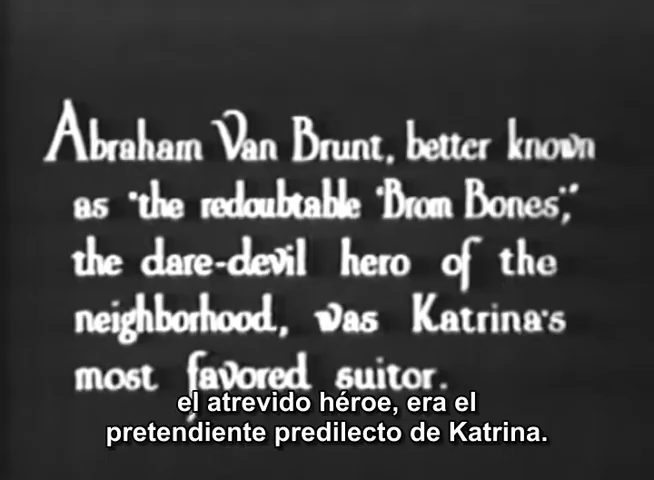 Abraham Van Brunt, better known
as "the redoubtable 'Brom Bones',"
the dare-devil hero of the
neighborhood, was Katrina's
most favored suitor.
el atrevido héroe, era el
pretendiente predilecto de Katrina.